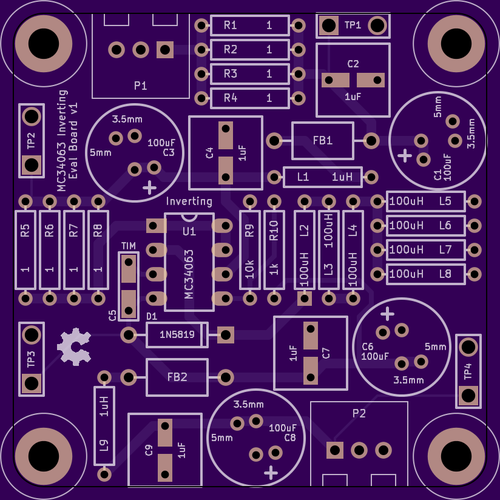 R1 1
TP1
R2 1
R3 1
R4 1
P1
C2
1uF
MC34063 Inverting
Eval Board v1
TP2
3.5mm
5mm
100uF
C3
C4
1uF
FB1
5mm
3.5mm
C1
100uF
L1 1uH
Inverting
U1
MC34063
R5 1
R6 1
R7 1
R8 1
TIM
C5
R9 10k
R10 1k
L2 100uH
L3 100uH
L4 100uH
100uH L5
100uH L6
100uH L7
100uH L8
D1
1N5819
TP3
FB2
1uF
C7
C6
100uF
5mm
3.5mm
TP4
L9 1uH
C9
1uF
3.5mm
5mm
100uF
C8
P2